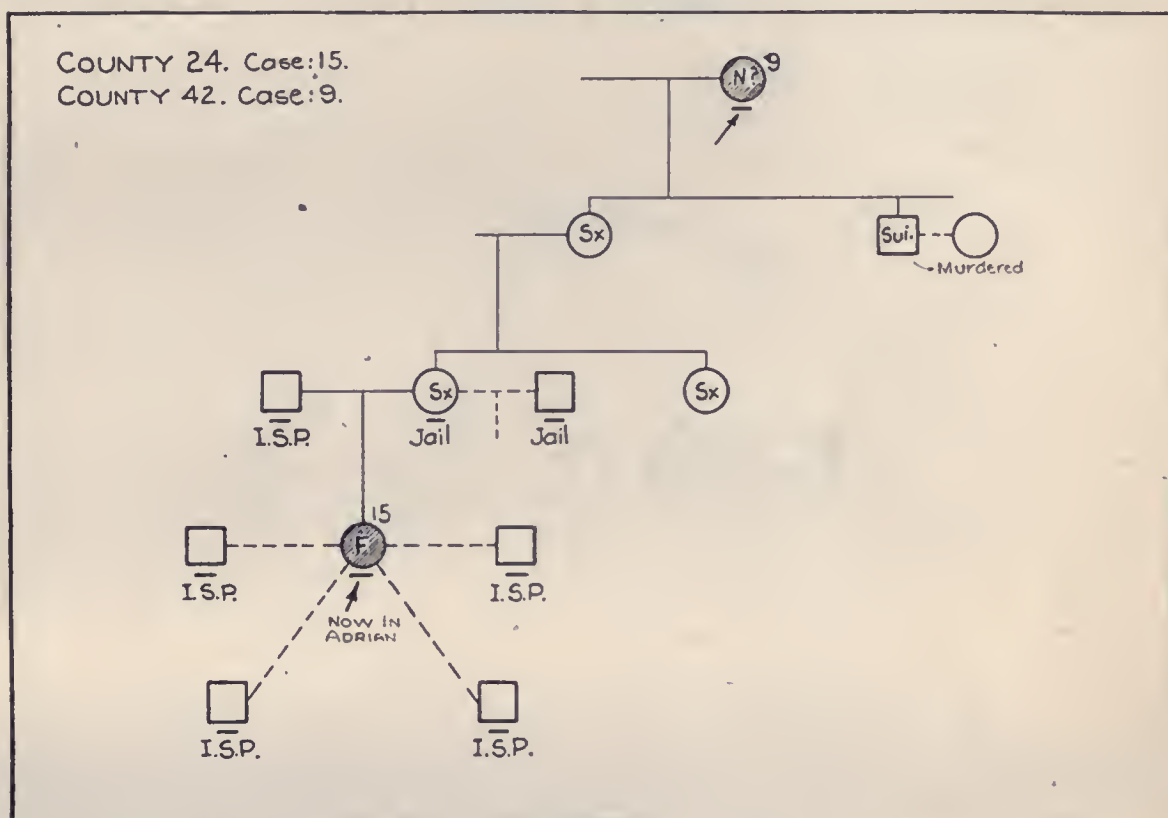 COUNTY 24. Case: 15.
COUNTY 42. Case: 9.
N? 9
Sx
Sui.
Murdered
Sx
Sx
I.S.P.
Jail
Jail
15
F
I.S.P.
I.S.P.
NOW IN
ADRIAN
I.S.P.
I.S.P.